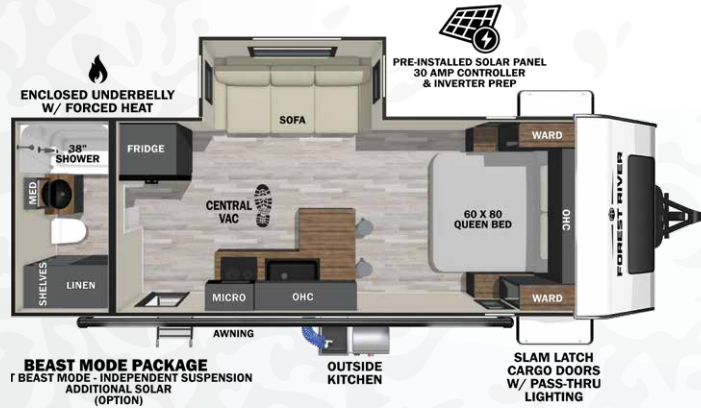 PRE-INSTALLED SOLAR PANEL
30 AMP CONTROLLER
& INVERTER PREP
ENCLOSED UNDERBELLY
W/ FORCED HEAT
38"
SHOWER
FRIDGE
SOFA
WARD
MED
CENTRAL
VAC
60 X 80
QUEEN BED
OHC
FOREST RIVER
SHELVES
LINEN
MICRO
OHC
WARD
AWNING
BEAST MODE PACKAGE
BEAST MODE - INDEPENDENT SUSPENSION
ADDITIONAL SOLAR
(OPTION)
OUTSIDE
KITCHEN
SLAM LATCH
CARGO DOORS
W/ PASS-THRU
LIGHTING